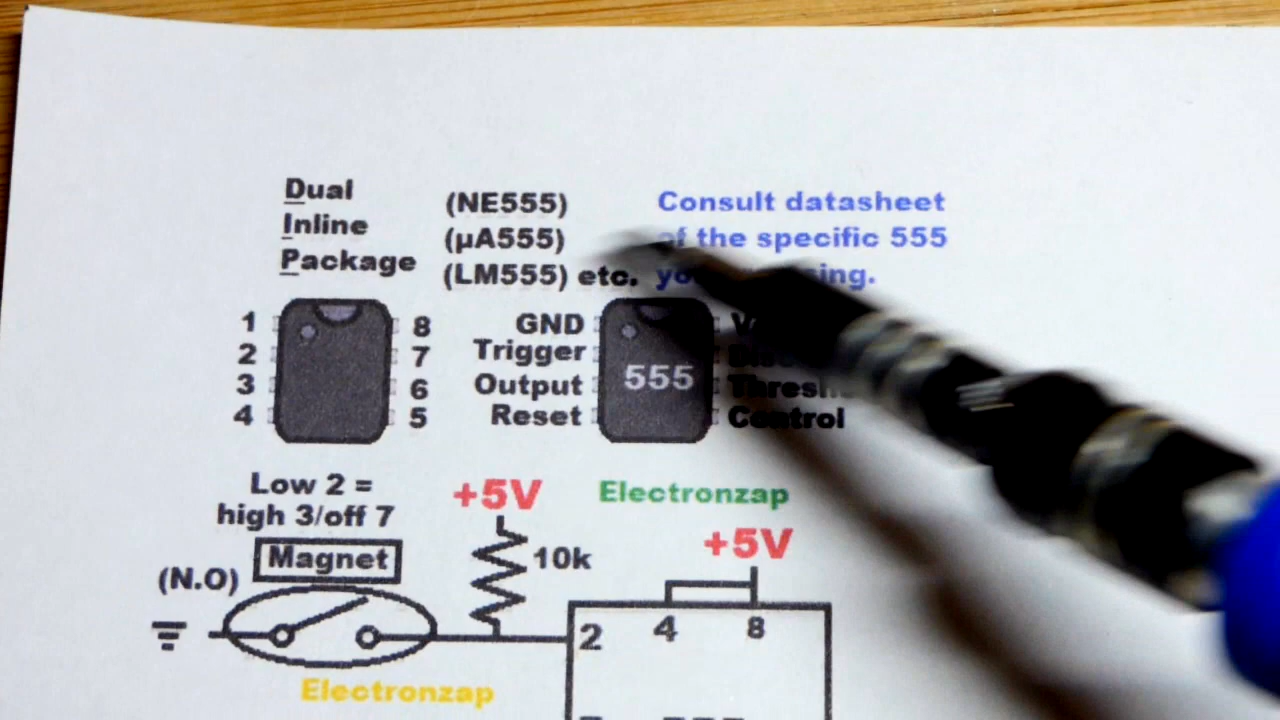 Dual
Inline
Package
(NE555)
(µA555)
(LM555) etc.
Consult datasheet
of the specific 555
1
2
3
4
8
7
6
5
GND
Trigger
Output
Reset
555
Control
Low 2 =
high 3/off 7
Magnet
(N.O)
+5V
10k
Electronzap
+5V
2
4
8
Electronzap